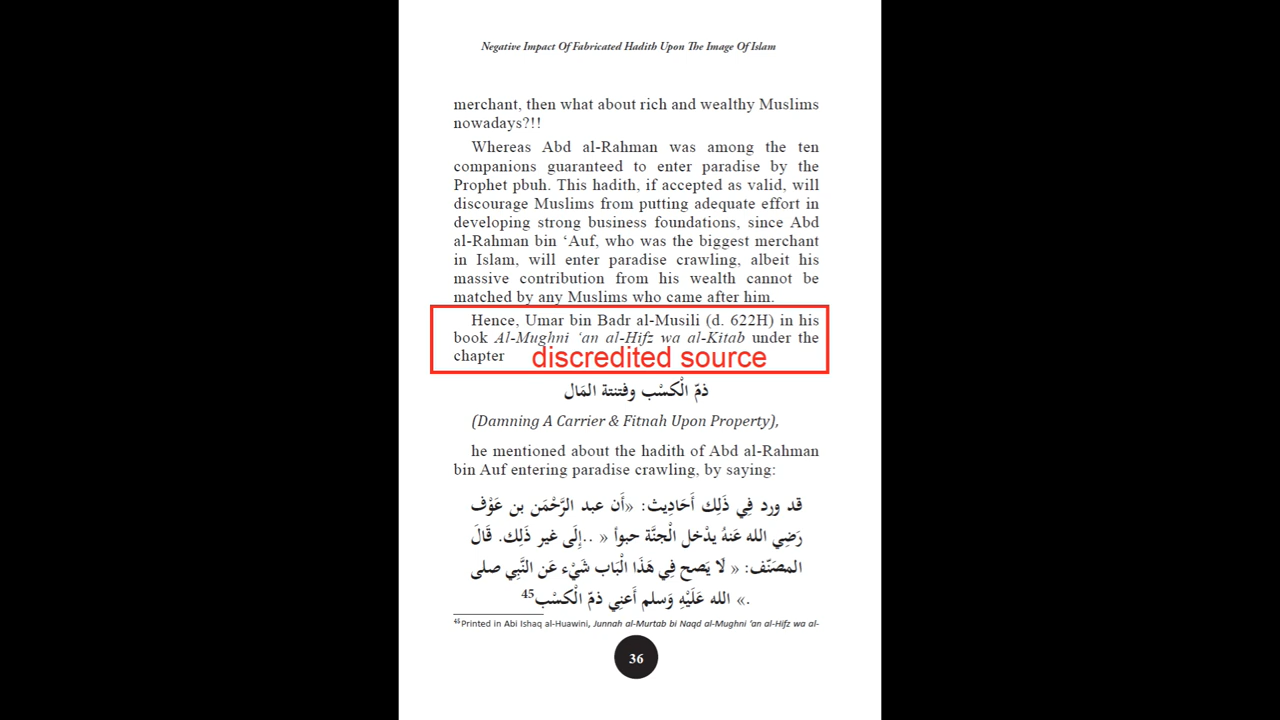 Negative Impact Of Fabricated Hadith Upon The Image Of Islam
merchant, then what about rich and wealthy Muslims
nowadays?!!
Whereas Abd al-Rahman was among the ten
companions guaranteed to enter paradise by the
Prophet pbuh. This hadith, if accepted as valid, will
discourage Muslims from putting adequate effort in
developing strong business foundations, since Abd
al-Rahman bin ‘Auf, who was the biggest merchant
in Islam, will enter paradise crawling, albeit his
massive contribution from his wealth cannot be
matched by any Muslims who came after him.
Hence, Umar bin Badr al-Musili (d. 622H) in his
book Al-Mughni ‘an al-Hifz wa al-Kitab under the
chapter discredited source
ذمّ الْكسْب وفتنتة المَال
(Damning A Carrier & Fitnah Upon Property),
he mentioned about the hadith of Abd al-Rahman
bin Auf entering paradise crawling, by saying:
قد ورد فِي ذَلِك أَحَادِيث: «أَن عبد الرَّحْمَن بن عَوْف
رَضِي الله عَنهُ يدْخل الْجنَّة حبواً « ..إِلَى غير ذَلِك. قَالَ
المصَنّف: « لَا يَصح فِي هَذَا الْبَاب شَيْء عَن النَّبِي صلى
الله عَلَيْهِ وَسلم أَعنِي ذمّ الْكسْب45 ».
45Printed in Abi Ishaq al-Huawini, Junnah al-Murtab bi Naqd al-Mughni ‘an al-Hifz wa al-
36